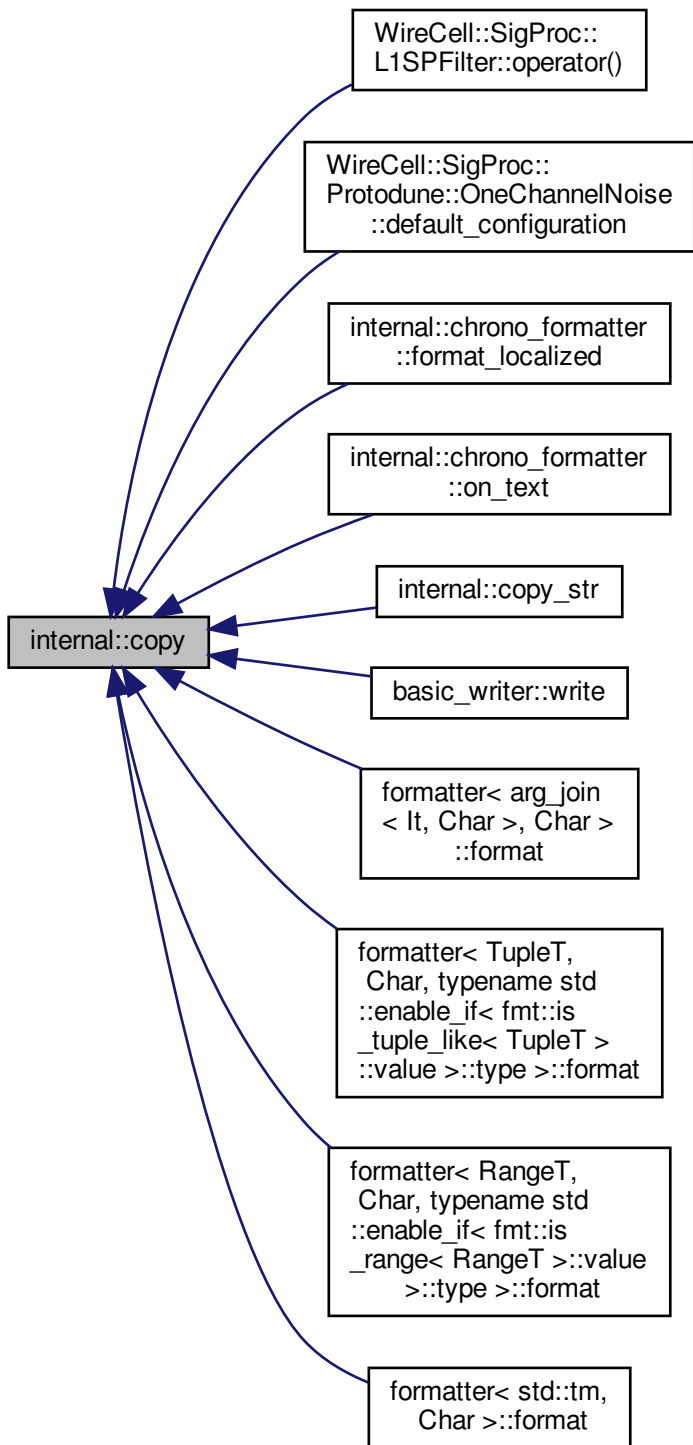 WireCell::SigProc::
L1SPFilter::operator()
WireCell::SigProc::
Protodune::OneChannelNoise
::default_configuration
internal::chrono_formatter
::format_localized
internal::chrono_formatter
::on_text
internal::copy_str
internal::copy
basic_writer::write
formatter< arg_join
< It, Char >, Char >
::format
formatter< TupleT,
Char, typename std
::enable_if< fmt::is
_tuple_like< TupleT >
::value >::type >::format
formatter< RangeT,
Char, typename std
::enable_if< fmt::is
_range< RangeT >::value
>::type >::format
formatter< std::tm,
Char >::format